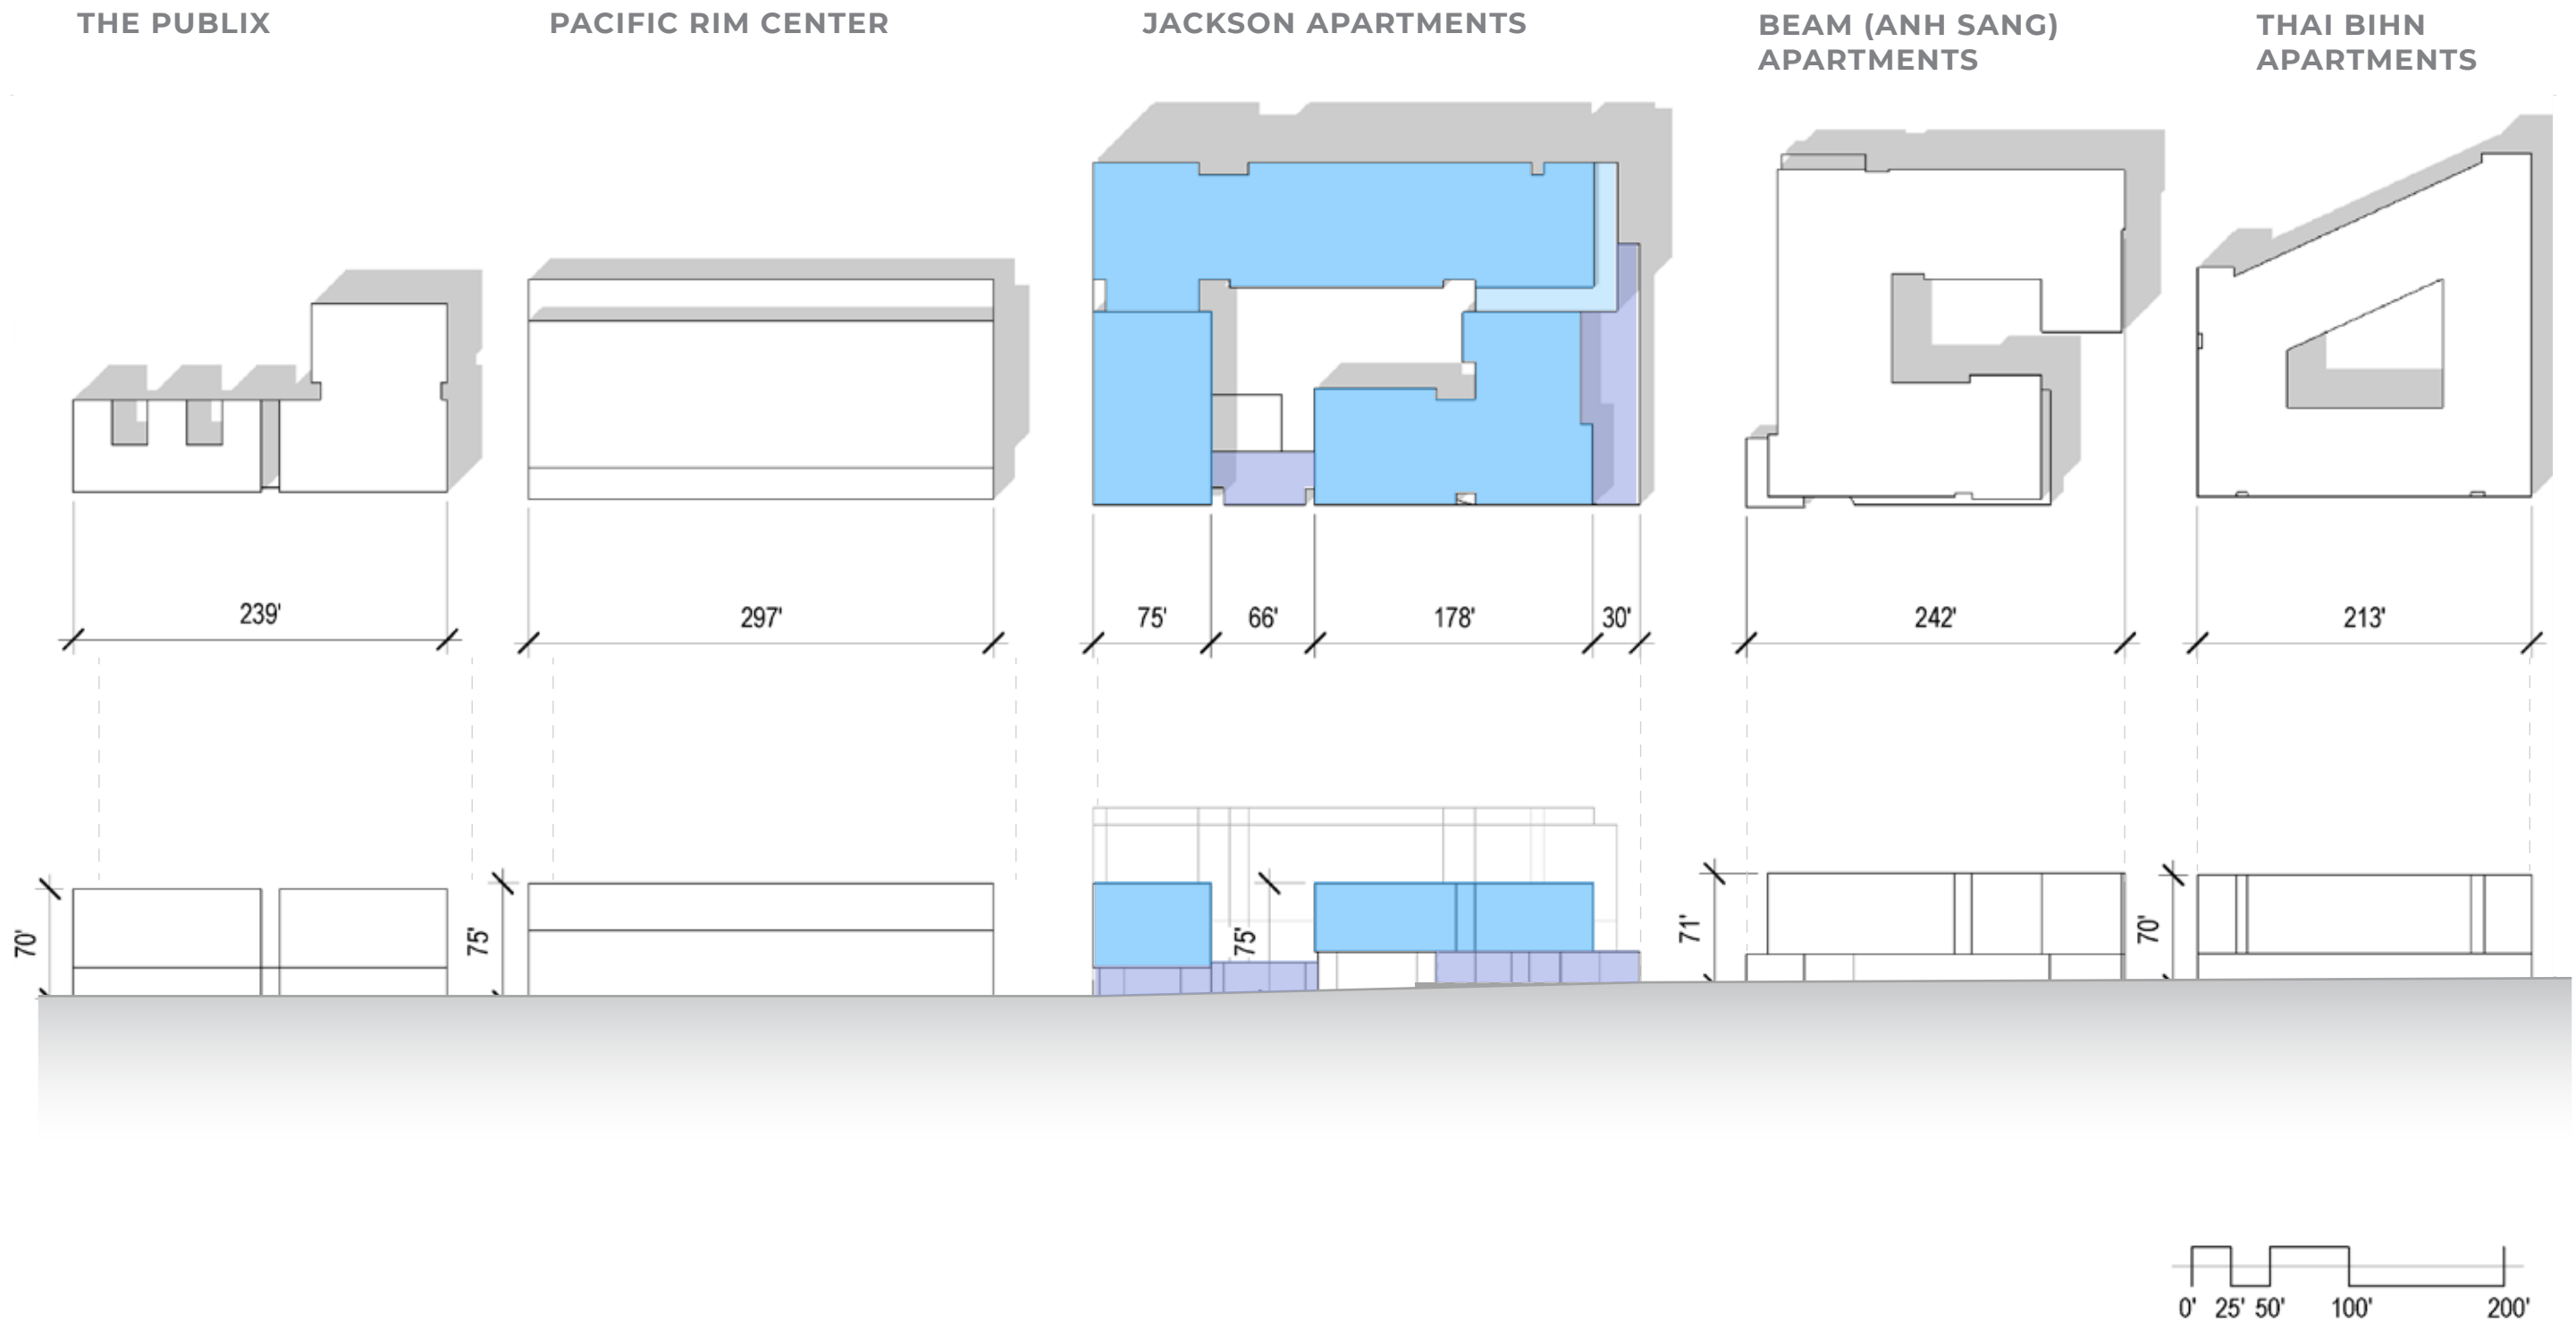 THE PUBLIX
PACIFIC RIM CENTER
JACKSON APARTMENTS
BEAM (ANH SANG)
APARTMENTS
THAI BIHN
APARTMENTS
239'
297'
75'
66'
178'
30'
242'
213'
70'
75'
75'
71'
70'
0'
25'
50'
100'
200'